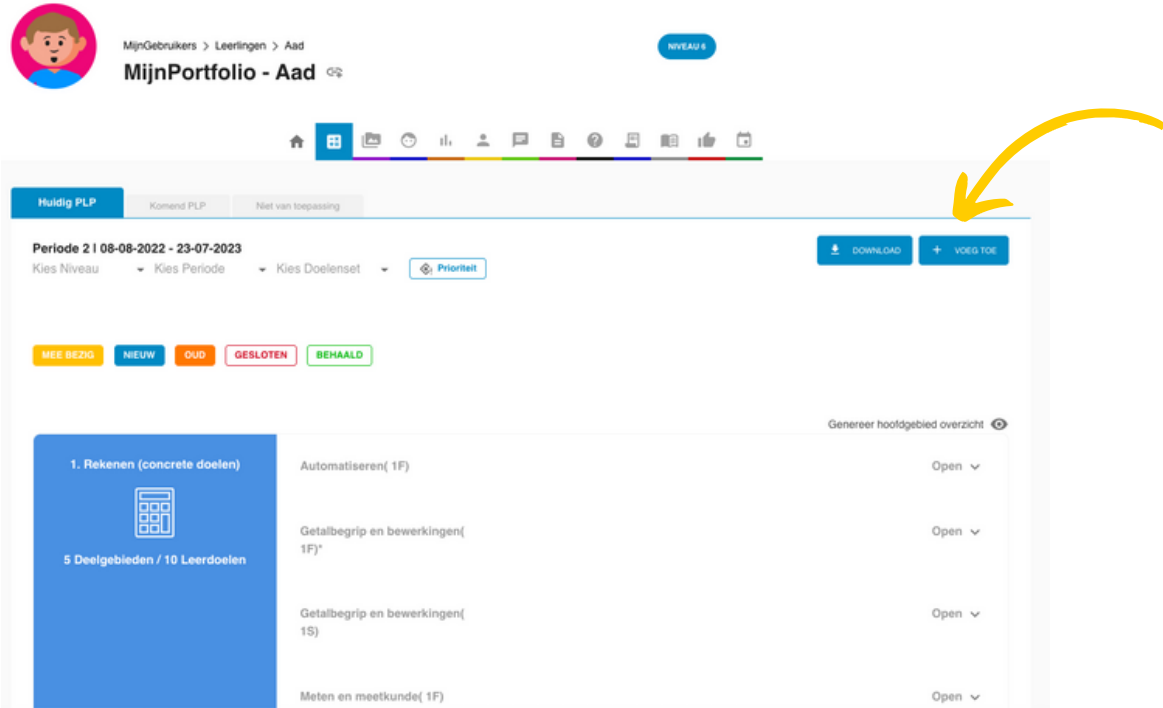 MijnGebruikers > Leerlingen > Aad
MijnPortfolio - Aad
NIVEAU 6
Huidig PLP
Komend PLP
Niet van toepassing
Periode 2 I 08-08-2022 - 23-07-2023
Kies Niveau
Kies Periode
Kies Doelenset
Prioriteit
DOWNLOAD
+ VOEG TOE
MEE BEZIG
NIEUW
OUD
GESLOTEN
BEHAALD
Genereer hoofdgebied overzicht
1. Rekenen (concrete doelen)
5 Deelgebieden / 10 Leerdoelen
Automatiseren( 1F)
Open
Getalbegrip en bewerkingen(
1F)*
Open
Getalbegrip en bewerkingen(
1S)
Open
Meten en meetkunde( 1F)
Open